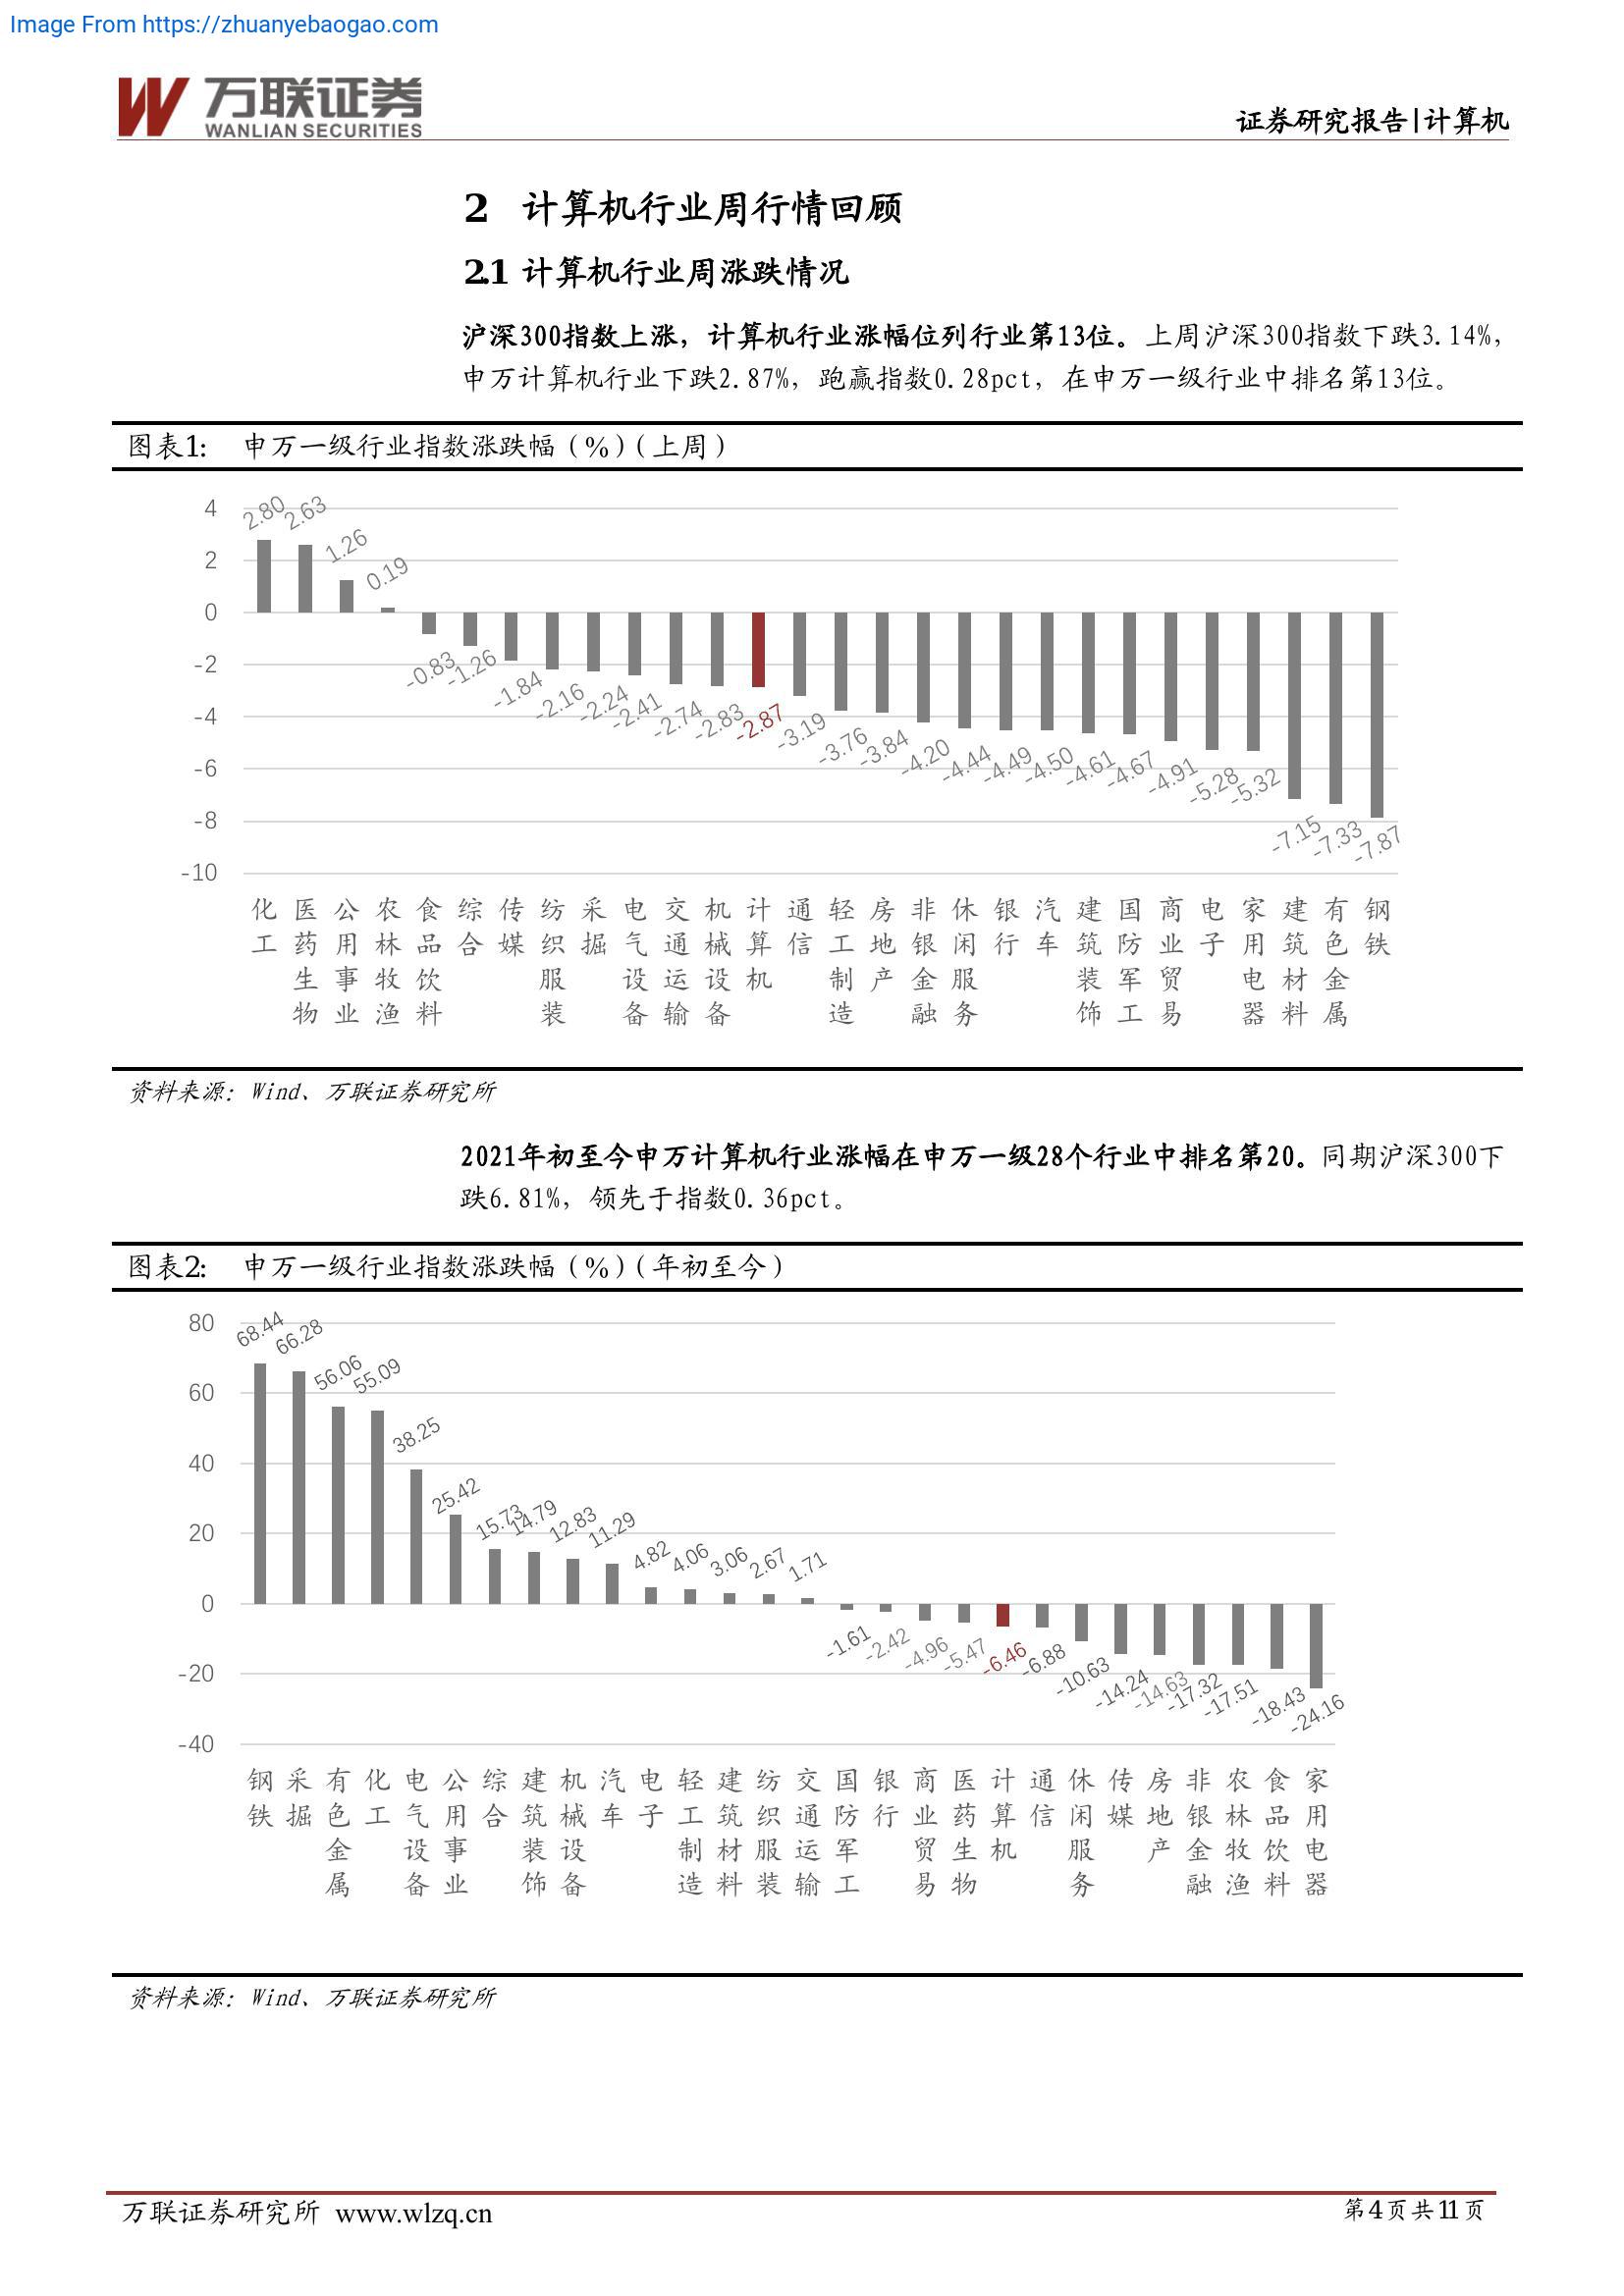 Image From https://zhuanyebaogao.com
万联证券
WANLIAN SECURITIES
证券研究报告|计算机
2 计算机行业周行情回顾
2.1 计算机行业周涨跌情况
沪深300指数上涨，计算机行业涨幅位列行业第13位。上周沪深300指数下跌3.14%，
申万计算机行业下跌2.87%，跑赢指数0.28pct，在申万一级行业中排名第13位。
图表1: 申万一级行业指数涨跌幅（%）（上周）
4
2
0
-2
-4
-6
-8
-10
2.80 2.63 1.26 0.19 -0.83 -1.26 -1.84 -2.16 -2.24 -2.41 -2.74 -2.83 -2.87 -3.19 -3.76 -3.84 -4.20 -4.44 -4.49 -4.50 -4.61 -4.67 -4.91 -5.28 -5.32 -7.15 -7.33 -7.87
化工 医药生物 公用事业 农林牧渔 食品饮料 综合 传媒 纺织服装 采掘 电气设备 交通运输 机械设备 计算机 通信 轻工制造 房地产 非银金融 休闲服务 银行 汽车 建筑装饰 国防军工 商业贸易 电子 家用电器 建筑材料 有色金属 钢铁
资料来源：Wind、万联证券研究所
2021年初至今申万计算机行业涨幅在申万一级28个行业中排名第20。同期沪深300下
跌6.81%，领先于指数0.36pct。
图表2: 申万一级行业指数涨跌幅（%）（年初至今）
80
60
40
20
0
-20
-40
68.44 66.28 56.06 55.09 38.25 25.42 15.73 14.79 12.83 11.29 4.82 4.06 3.06 2.67 1.71 -1.61 -2.42 -4.96 -5.47 -6.46 -6.88 -10.63 -14.24 -14.63 -17.32 -17.51 -18.43 -24.16
钢铁 采掘 有色金属 化工 电气设备 公用事业 综合 建筑装饰 机械设备 汽车 电子 轻工制造 建筑材料 纺织服装 交通运输 国防军工 银行 商业贸易 医药生物 计算机 通信 休闲服务 传媒 房地产 非银金融 农林牧渔 食品饮料 家用电器
资料来源：Wind、万联证券研究所
万联证券研究所 www.wlzq.cn
第4页共11页